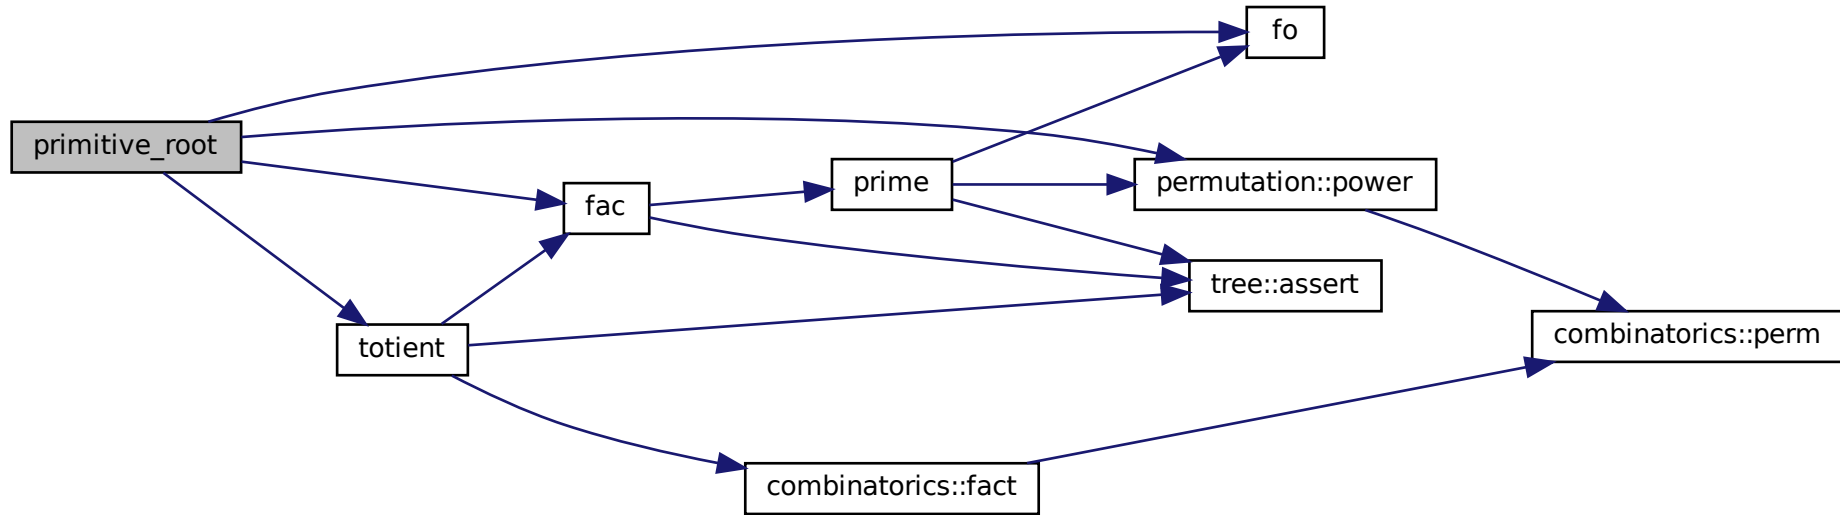 fo
primitive_root
prime
permutation::power
fac
tree::assert
combinatorics::perm
totient
combinatorics::fact